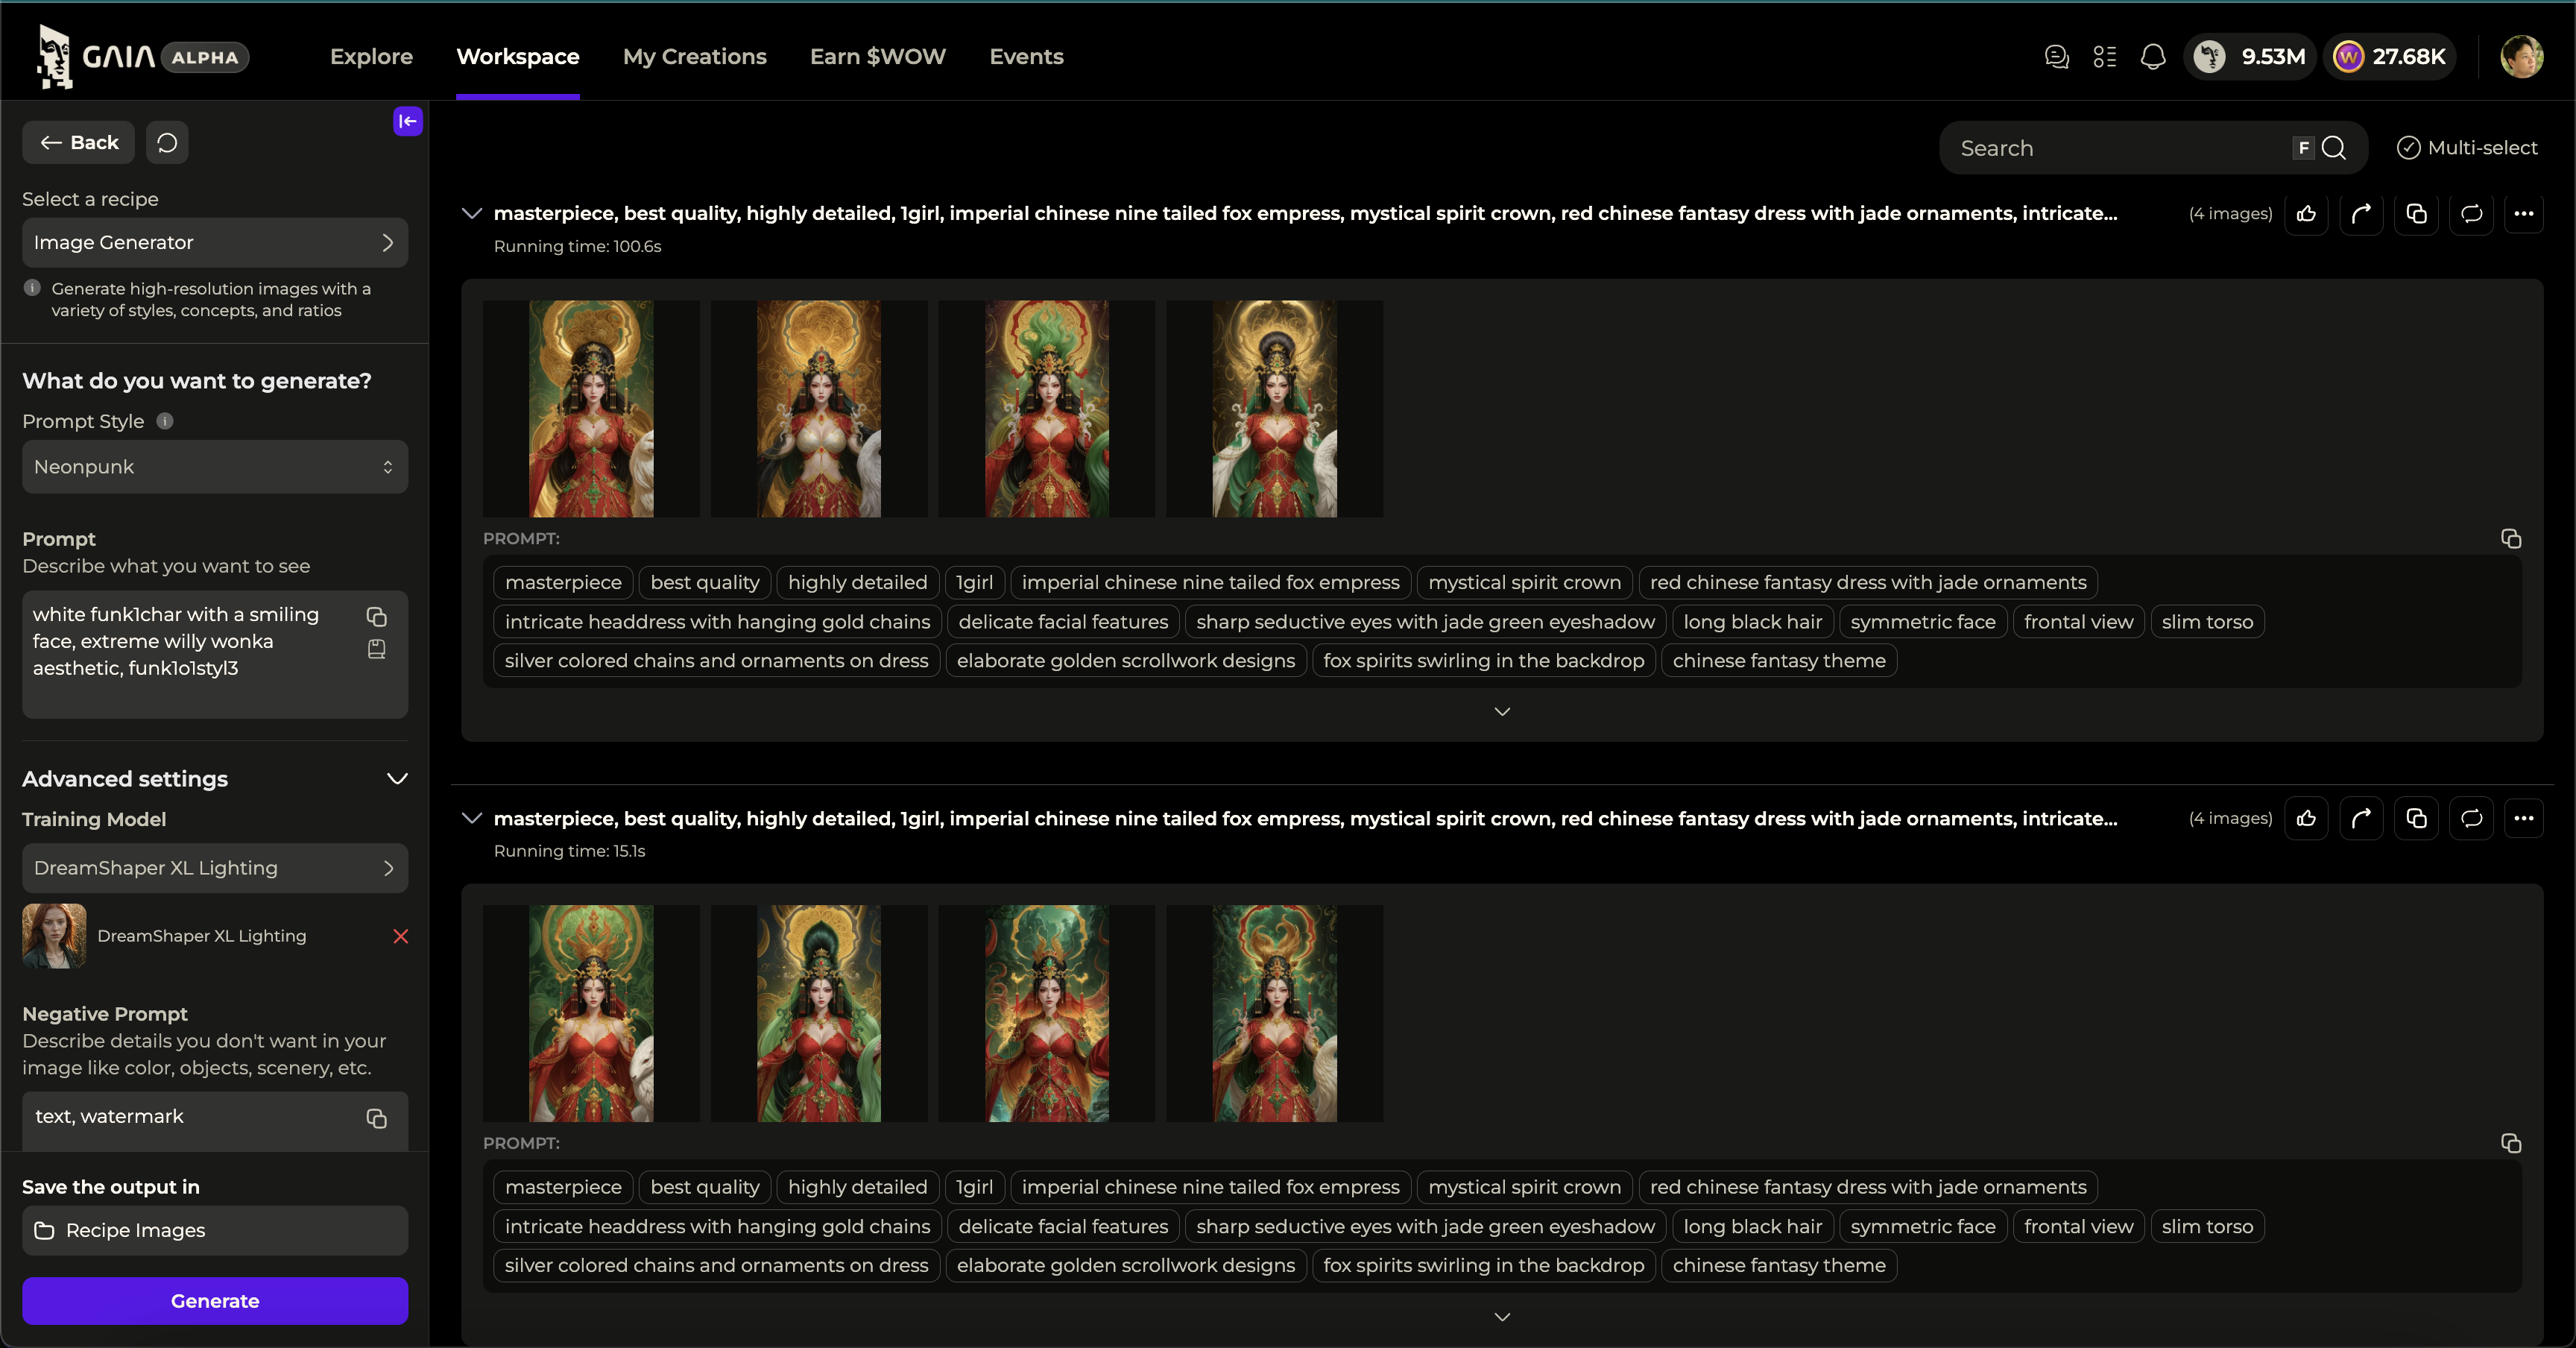 GAIA ALPHA
Explore
Workspace
My Creations
Earn $WOW
Events
9.53M
W
27.68K
Back
Select a recipe
Image Generator
Generate high-resolution images with a
variety of styles, concepts, and ratios
What do you want to generate?
Prompt Style
Neonpunk
Prompt
Describe what you want to see
white funk1char with a smiling
face, extreme willy wonka
aesthetic, funk1o1styl3
Advanced settings
Training Model
DreamShaper XL Lighting
DreamShaper XL Lighting
Negative Prompt
Describe details you don't want in your
image like color, objects, scenery, etc.
text, watermark
Save the output in
Recipe Images
Generate
Search F
Multi-select
masterpiece, best quality, highly detailed, 1girl, imperial chinese nine tailed fox empress, mystical spirit crown, red chinese fantasy dress with jade ornaments, intricate...
(4 images)
Running time: 100.6s
PROMPT:
masterpiece best quality highly detailed 1girl imperial chinese nine tailed fox empress mystical spirit crown red chinese fantasy dress with jade ornaments
intricate headdress with hanging gold chains delicate facial features sharp seductive eyes with jade green eyeshadow long black hair symmetric face frontal view slim torso
silver colored chains and ornaments on dress elaborate golden scrollwork designs fox spirits swirling in the backdrop chinese fantasy theme
masterpiece, best quality, highly detailed, 1girl, imperial chinese nine tailed fox empress, mystical spirit crown, red chinese fantasy dress with jade ornaments, intricate...
(4 images)
Running time: 15.1s
PROMPT:
masterpiece best quality highly detailed 1girl imperial chinese nine tailed fox empress mystical spirit crown red chinese fantasy dress with jade ornaments
intricate headdress with hanging gold chains delicate facial features sharp seductive eyes with jade green eyeshadow long black hair symmetric face frontal view slim torso
silver colored chains and ornaments on dress elaborate golden scrollwork designs fox spirits swirling in the backdrop chinese fantasy theme